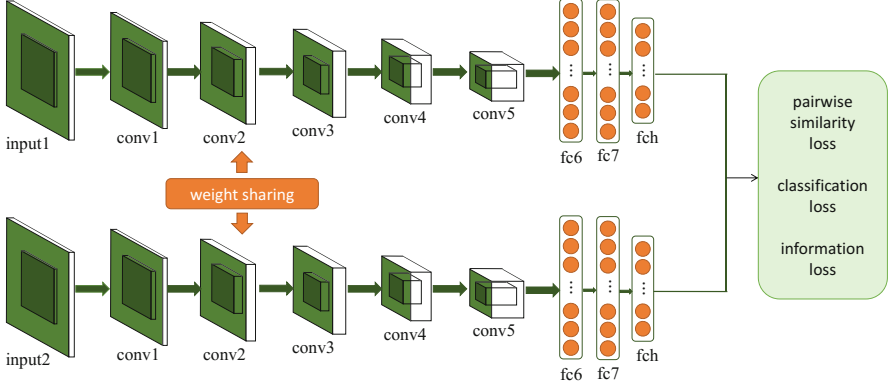 input1
conv1
conv2
conv3
conv4
conv5
fc6
fc7
fch
weight sharing
input2
conv1
conv2
conv3
conv4
conv5
fc6
fc7
fch
pairwise
similarity
loss
classification
loss
information
loss